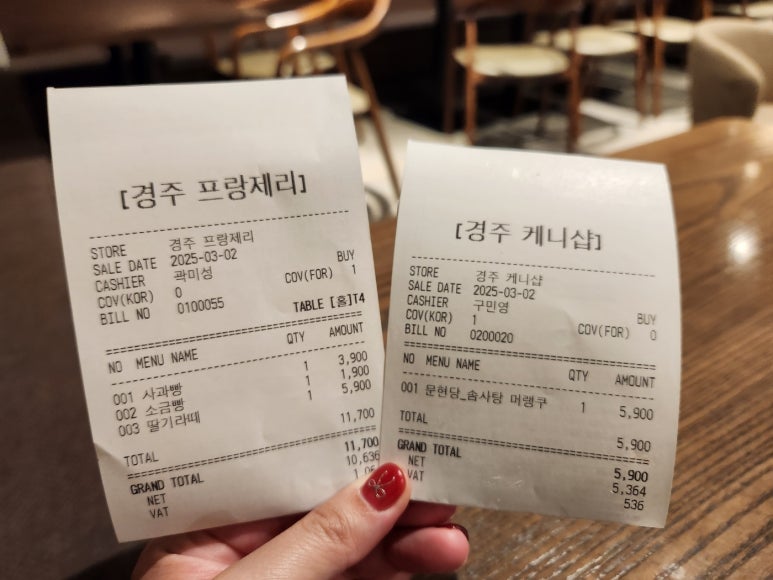 [경주 프랑제리]
STORE 경주 프랑제리
SALE DATE 2025-03-02 BUY
CASHIER 곽미성 COV(FOR) 1
COV(KOR) 0
BILL NO 0100055 TABLE [홀]T4
NO MENU NAME QTY AMOUNT
001 사과빵 1 3,900
002 소금빵 1 1,900
003 딸기라떼 1 5,900
TOTAL 11,700
GRAND TOTAL 11,700
NET 10,636
VAT
[경주 케니샵]
STORE 경주 케니샵
SALE DATE 2025-03-02
CASHIER 구민영 BUY
COV(KOR) 1 COV(FOR) 0
BILL NO 0200020
NO MENU NAME QTY AMOUNT
001 문현당_솜사탕 머랭쿠 1 5,900
TOTAL 5,900
GRAND TOTAL 5,900
NET 5,364
VAT 536